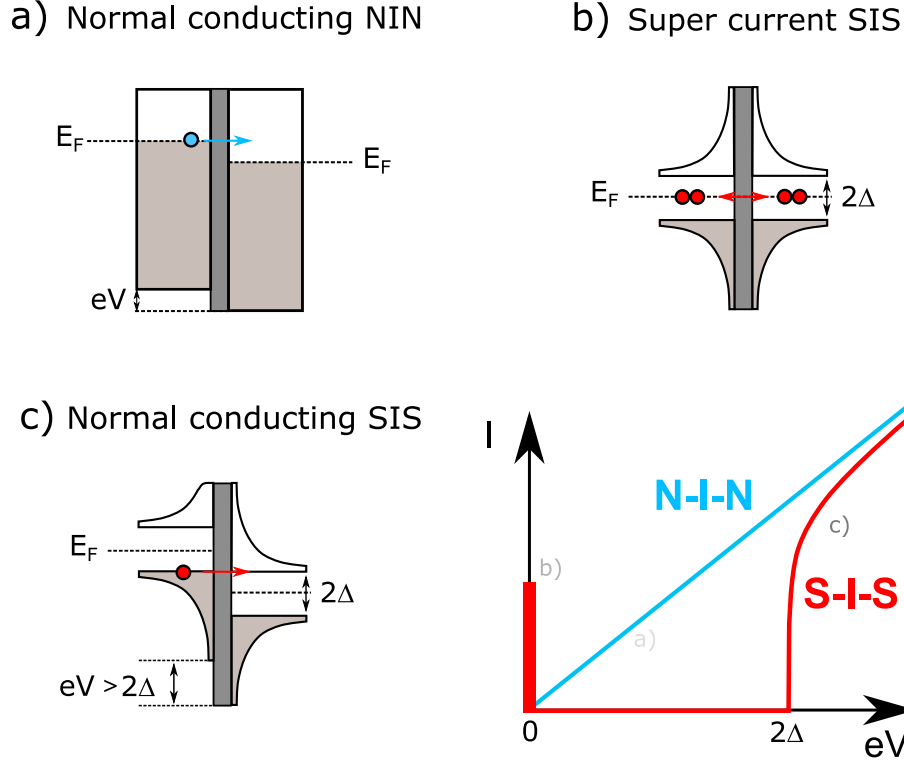 a) Normal conducting NIN
b) Super current SIS
E_F
E_F
eV
E_F
2Δ
c) Normal conducting SIS
E_F
2Δ
eV > 2Δ
I
N-I-N
b)
c)
S-I-S
a)
0
2Δ
eV